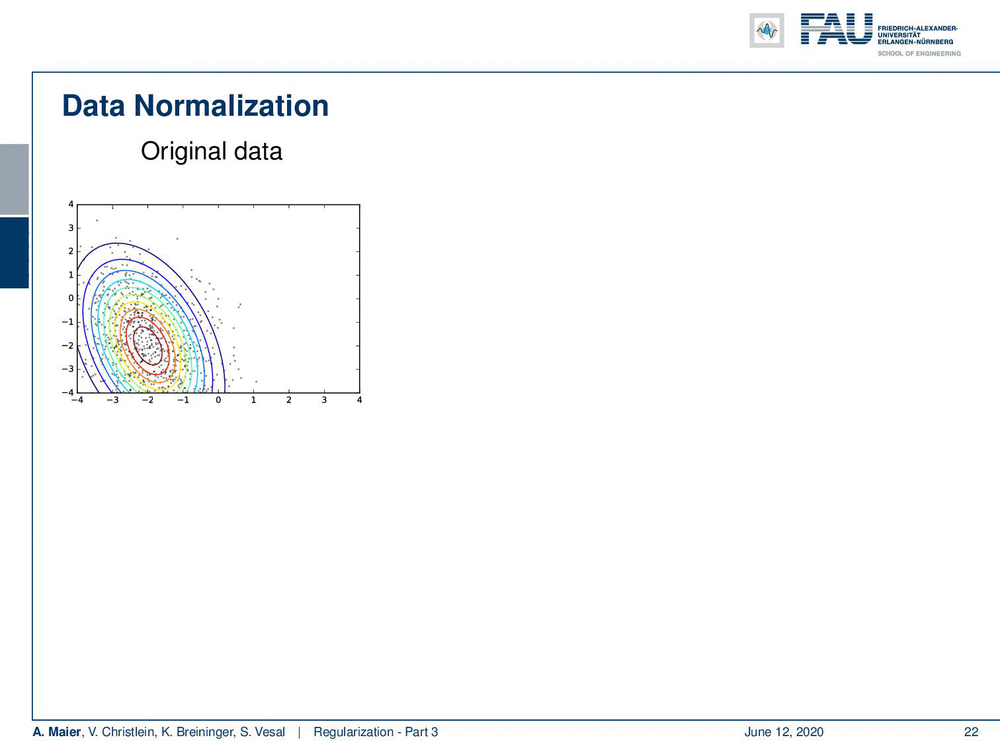 FAU
FRIEDRICH-ALEXANDER-
UNIVERSITÄT
ERLANGEN-NÜRNBERG
SCHOOL OF ENGINEERING
Data Normalization
Original data
4
3
2
1
0
−1
−2
−3
−4
−4 −3 −2 −1 0 1 2 3 4
A. Maier, V. Christlein, K. Breininger, S. Vesal | Regularization - Part 3 June 12, 2020 22